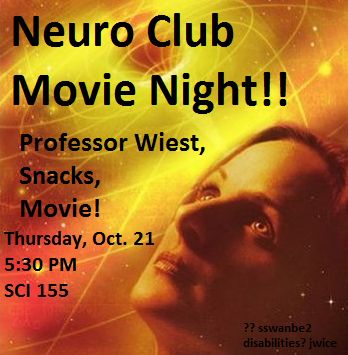 Neuro Club
Movie Night!!
Professor Wiest,
Snacks,
Movie!
Thursday, Oct. 21
5:30 PM
SCI 155
?? sswanbe2
disabilities? jwice